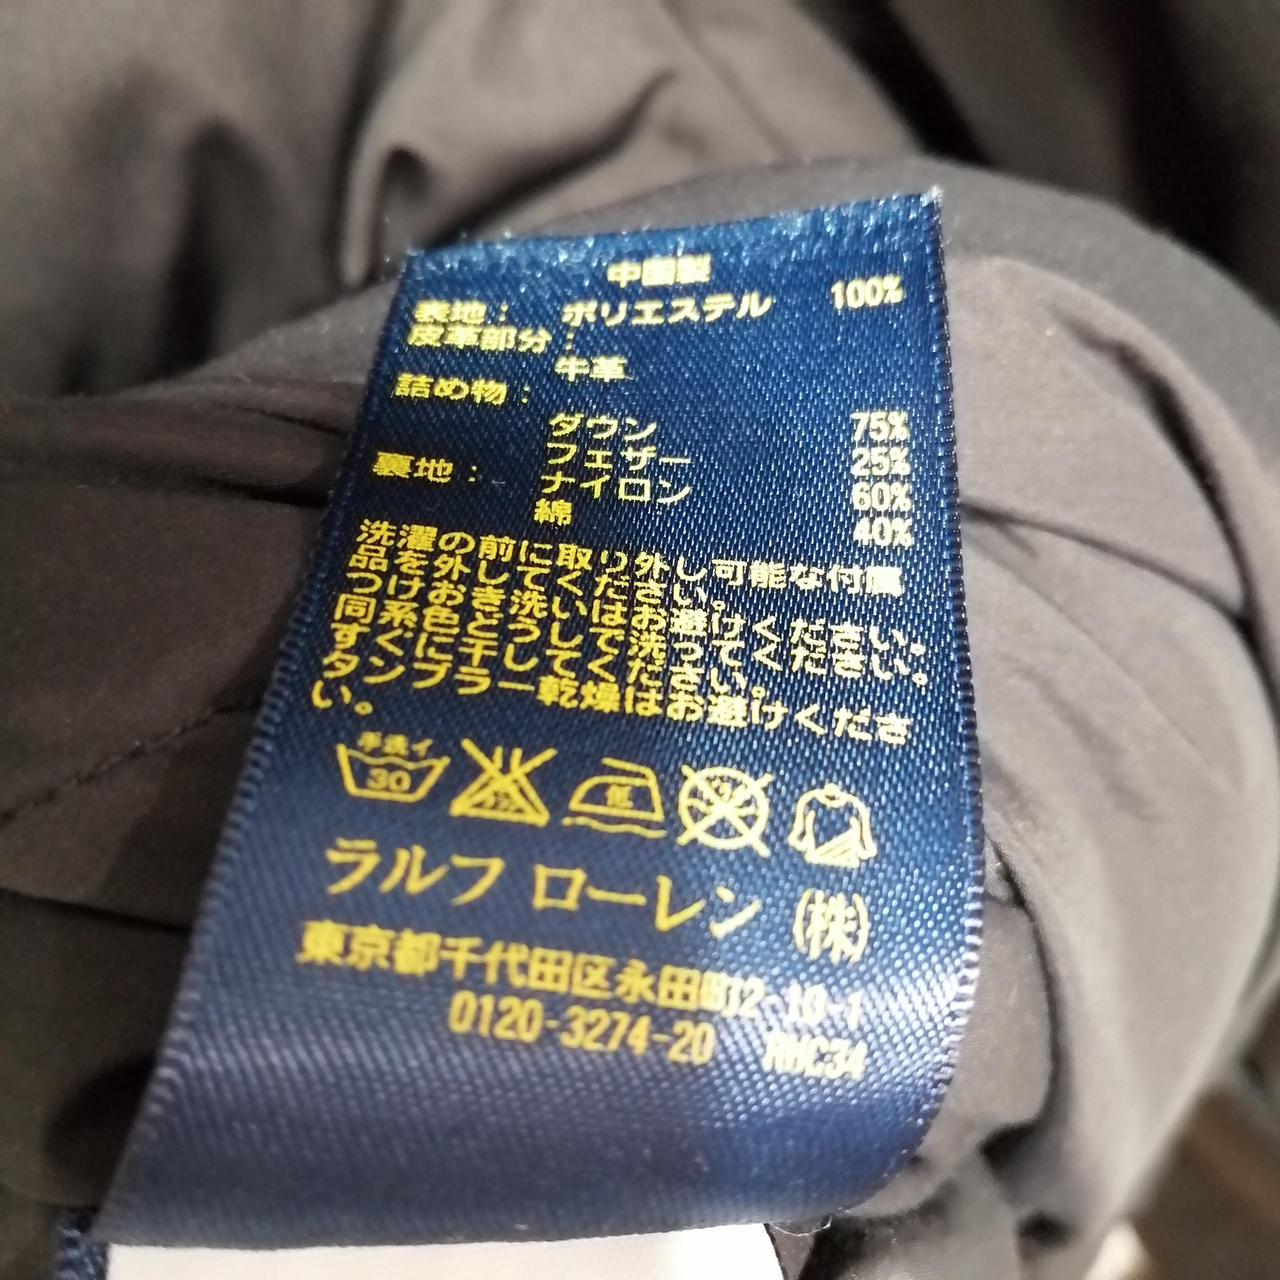 中国製
表地： ポリエステル 100%
皮革部分：
牛革
詰め物：
ダウン 75%
フェザー 25%
裏地： ナイロン 60%
綿 40%
洗濯の前に取り外し可能な付属
品を外してください。
つけおき洗いはお避けください。
同系色どうしで洗ってください。
すぐに干してください。
タンブラー乾燥はお避けくださ
い。
手洗イ
30
低
ラルフ ローレン (株)
東京都千代田区永田町2-10-1
0120-3274-20 RHC34